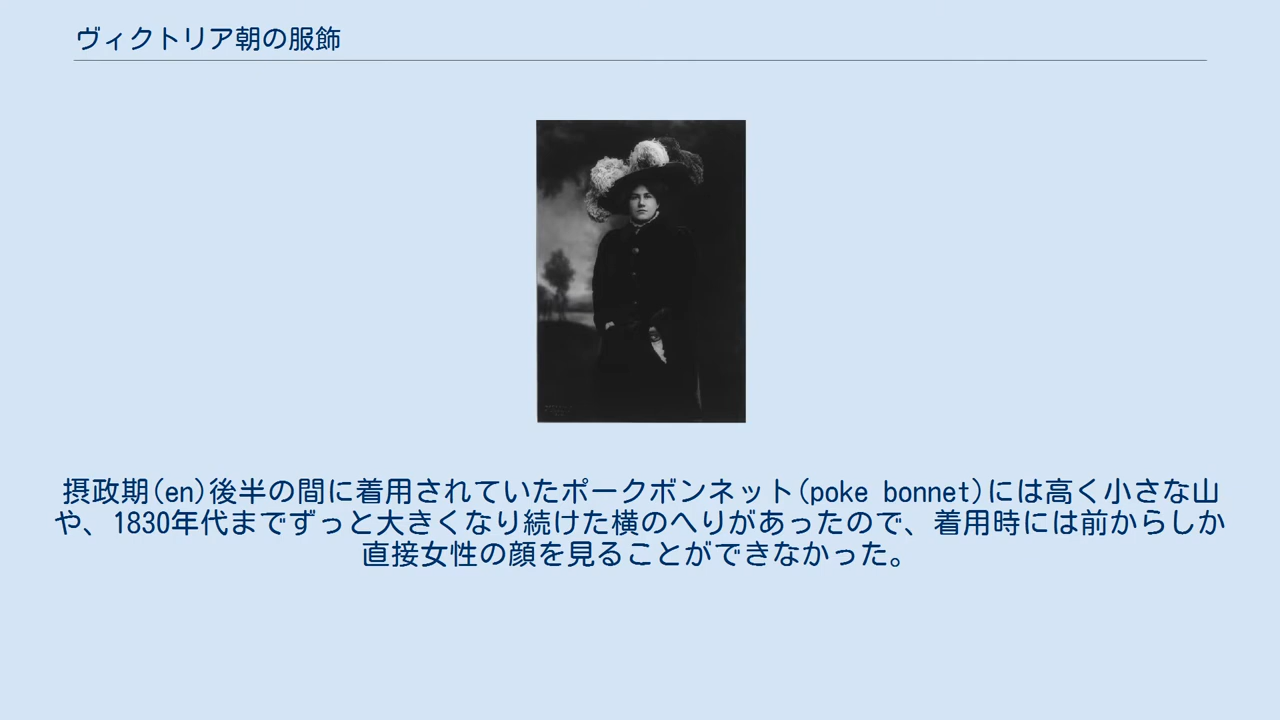 ヴィクトリア朝の服飾
摂政期(en)後半の間に着用されていたポークボンネット(poke bonnet)には高く小さな山
や、1830年代までずっと大きくなり続けた横のへりがあったので、着用時には前からしか
直接女性の顔を見ることができなかった。